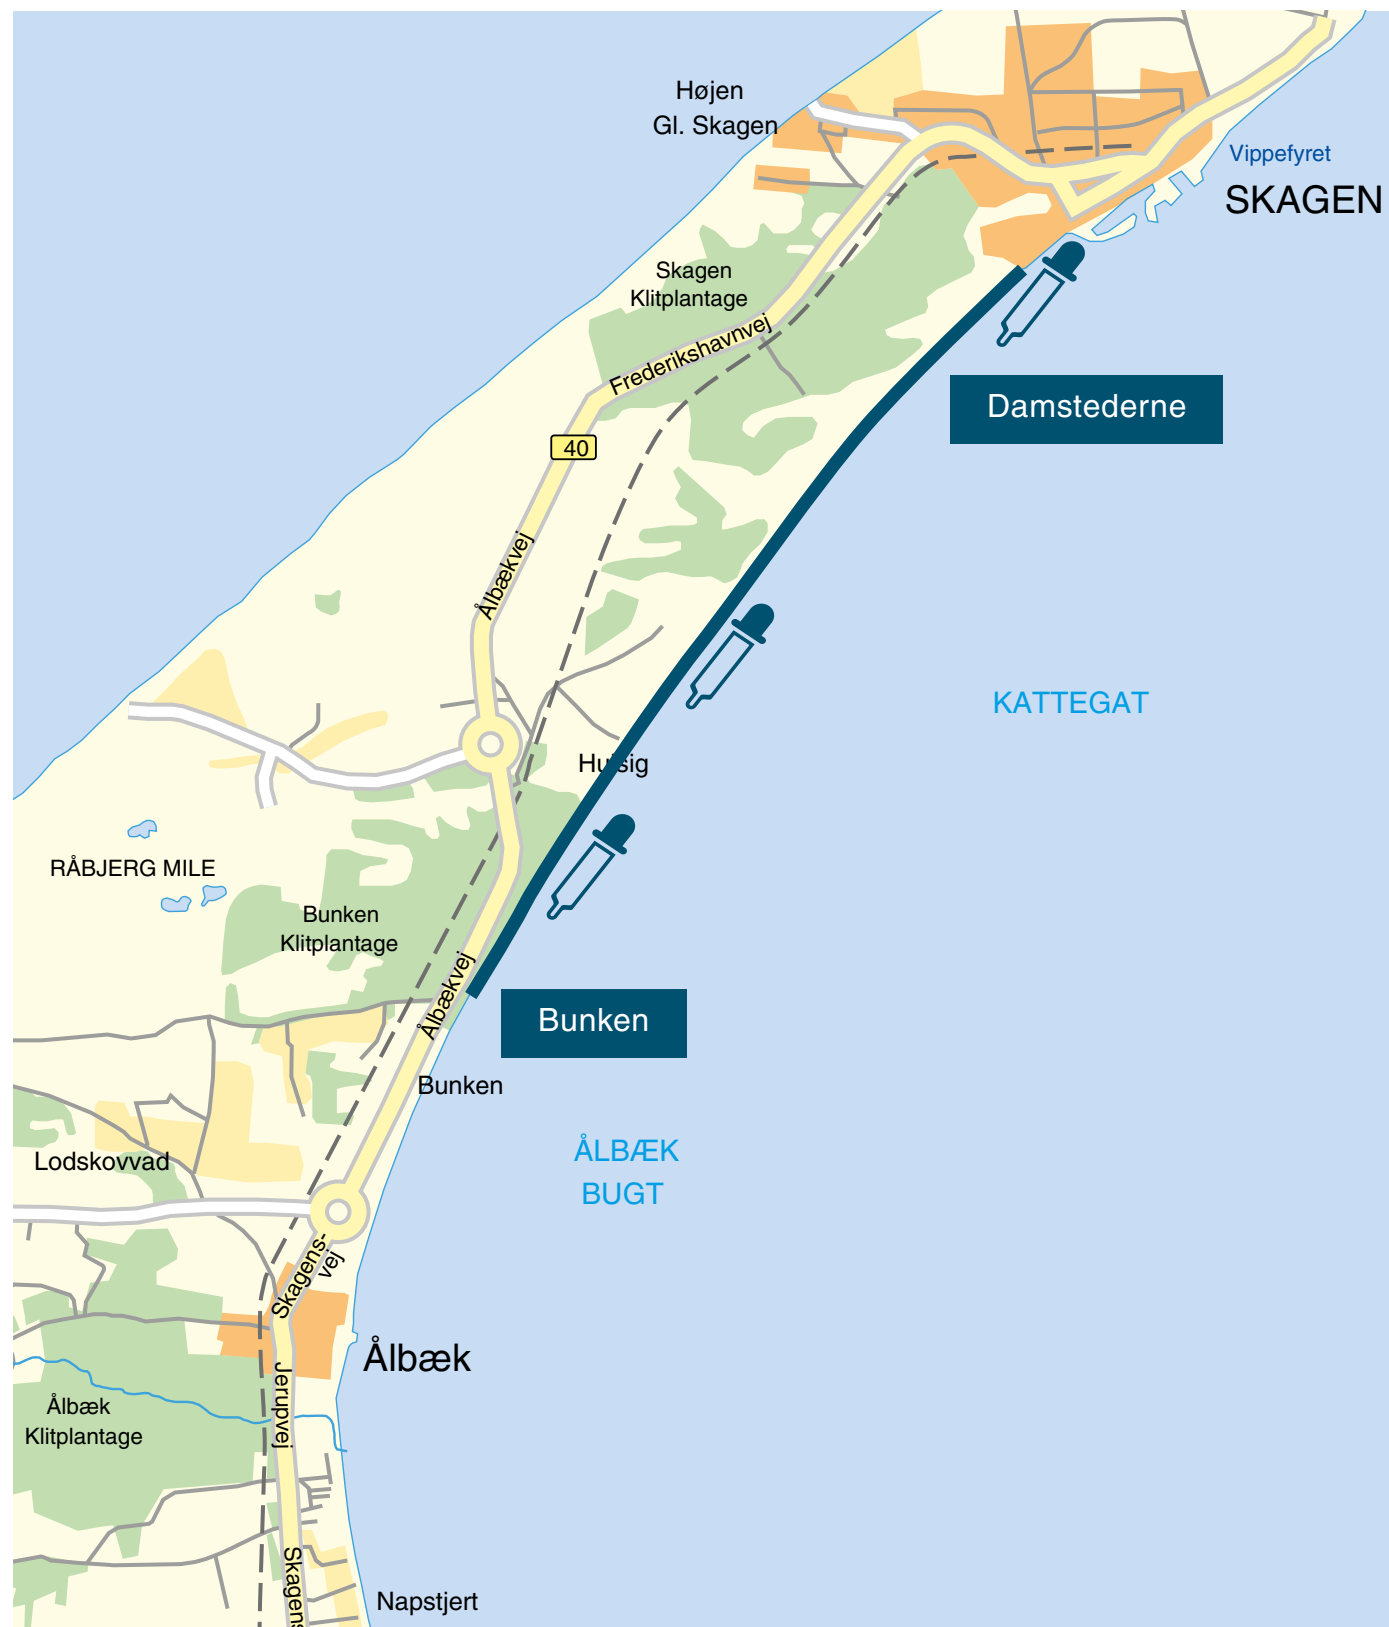 Højen
Gl. Skagen
Vippefyret
SKAGEN
Skagen
Klitplantage
Frederikshavnvej
Damstederne
40
Ålbækvej
KATTEGAT
Hulsig
RÅBJERG MILE
Bunken
Klitplantage
Ålbækvej
Bunken
Bunken
ÅLBÆK
BUGT
Lodskovvad
Skagens-
vej
Ålbæk
Jerupvej
Ålbæk
Klitplantage
Skagens
Napstjert